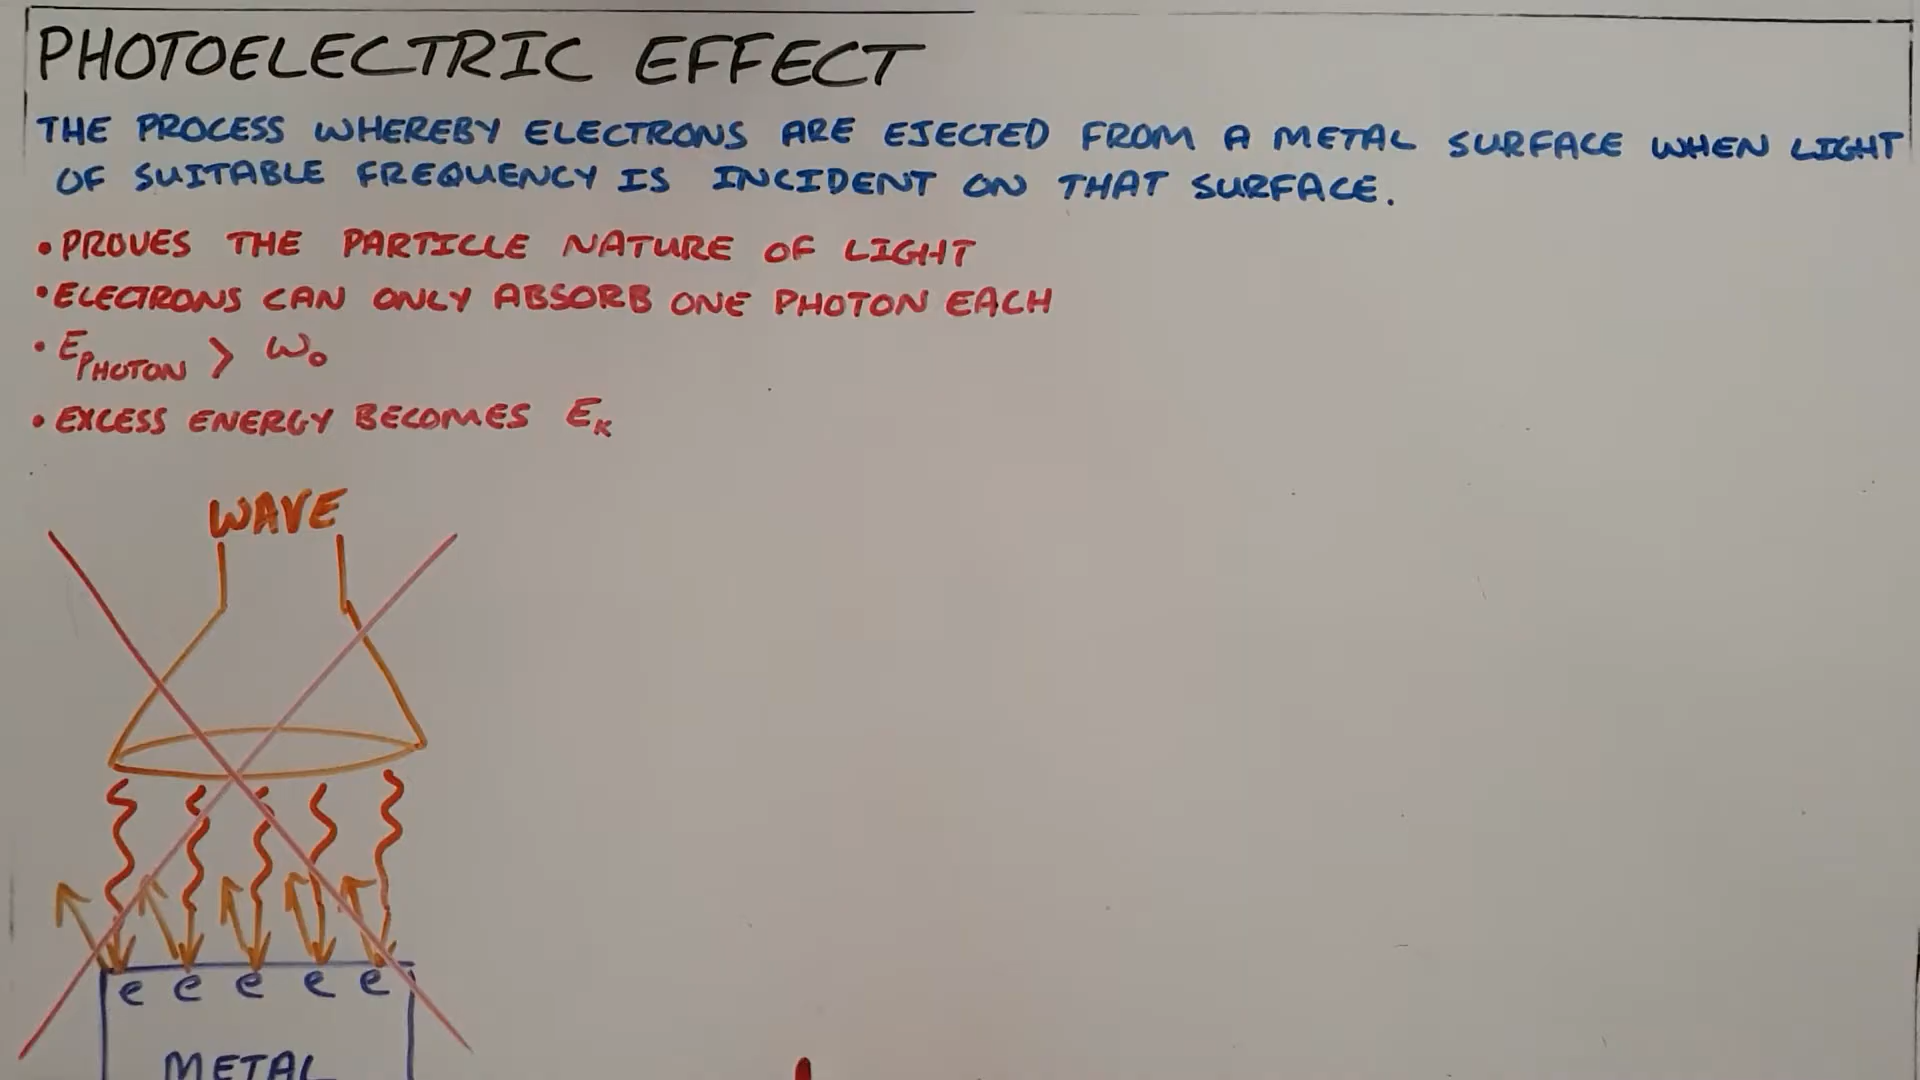 PHOTOELECTRIC EFFECT
THE PROCESS WHEREBY ELECTRONS ARE EJECTED FROM A METAL SURFACE WHEN LIGHT
OF SUITABLE FREQUENCY IS INCIDENT ON THAT SURFACE.
• PROVES THE PARTICLE NATURE OF LIGHT
• ELECTRONS CAN ONLY ABSORB ONE PHOTON EACH
• E_PHOTON > W₀
• EXCESS ENERGY BECOMES E_K
WAVE
e e e e e
METAL